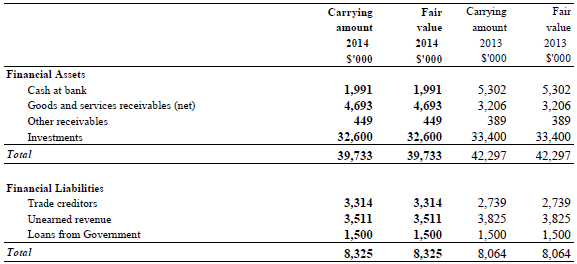 Carrying Fair Carrying Fair
amount value amount value
2014 2014 2013 2013
$'000 $'000 $'000 $'000
Financial Assets
Cash at bank 1,991 1,991 5,302 5,302
Goods and services receivables (net) 4,693 4,693 3,206 3,206
Other receivables 449 449 389 389
Investments 32,600 32,600 33,400 33,400
Total 39,733 39,733 42,297 42,297
Financial Liabilities
Trade creditors 3,314 3,314 2,739 2,739
Unearned revenue 3,511 3,511 3,825 3,825
Loans from Government 1,500 1,500 1,500 1,500
Total 8,325 8,325 8,064 8,064